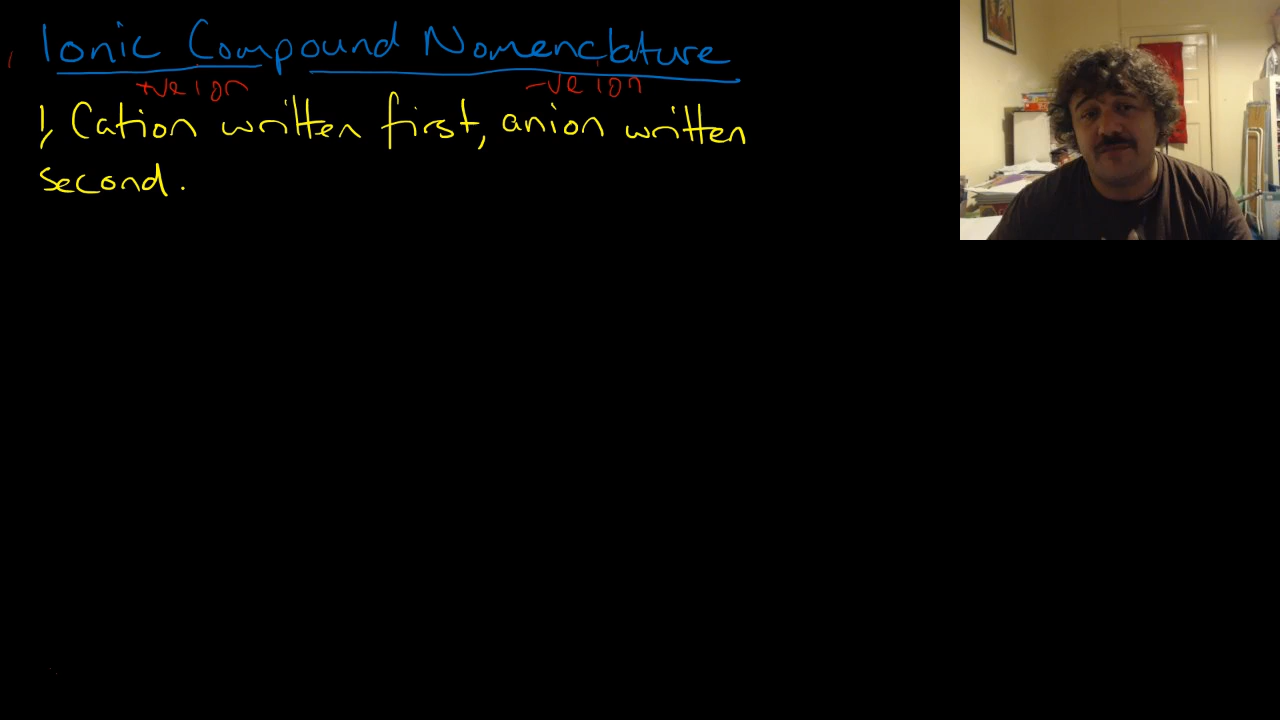 Ionic Compound Nomenclature
+ve ion -ve ion
1, Cation written first, anion written
second.